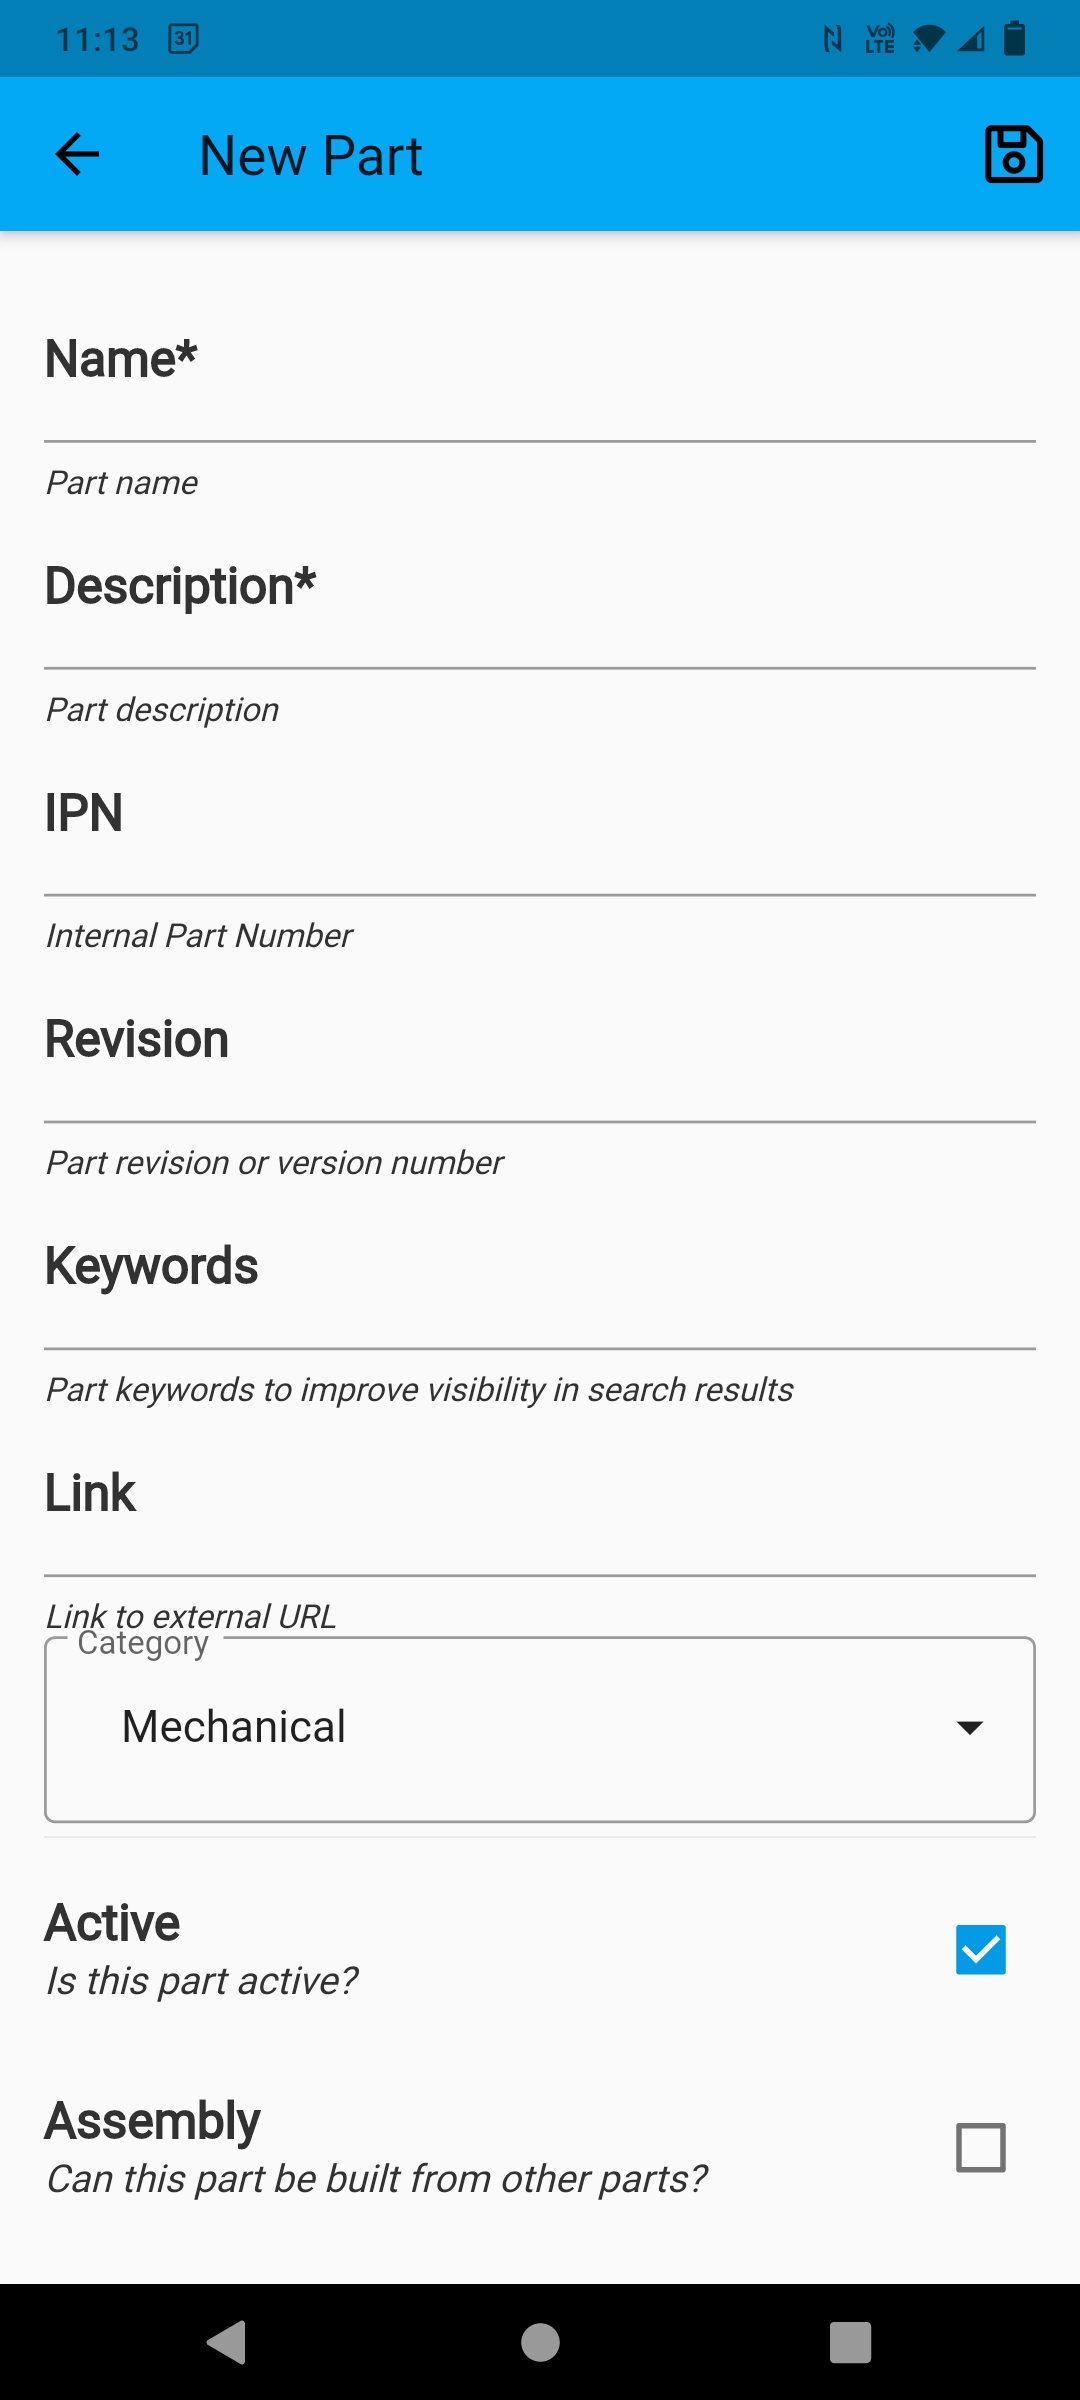 11:13
31
Vo))
LTE
New Part
Name*
Part name
Description*
Part description
IPN
Internal Part Number
Revision
Part revision or version number
Keywords
Part keywords to improve visibility in search results
Link
Link to external URL
Category
Mechanical
Active
Is this part active?
Assembly
Can this part be built from other parts?